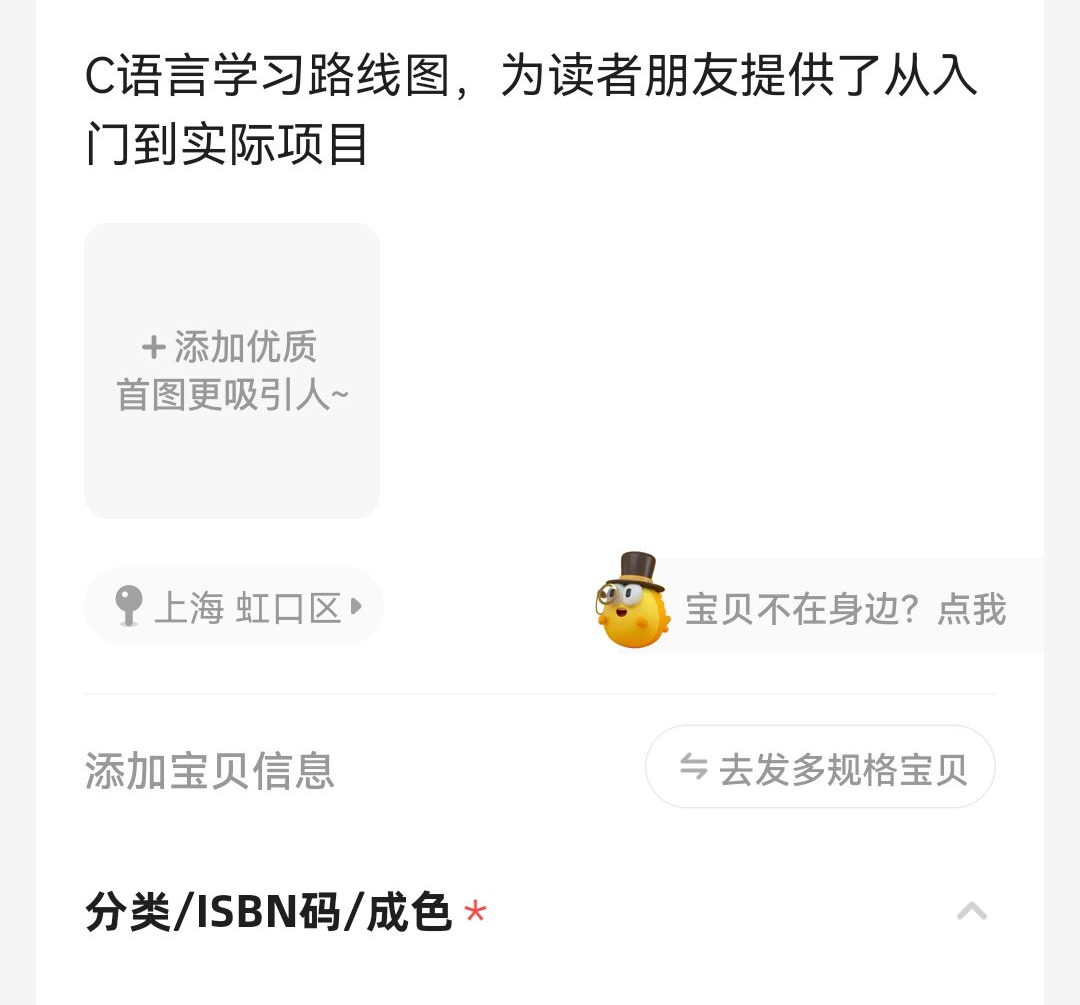 C语言学习路线图，为读者朋友提供了从入
门到实际项目
+ 添加优质
首图更吸引人~
上海 虹口区
宝贝不在身边？点我
添加宝贝信息
去发多规格宝贝
分类/ISBN码/成色 *